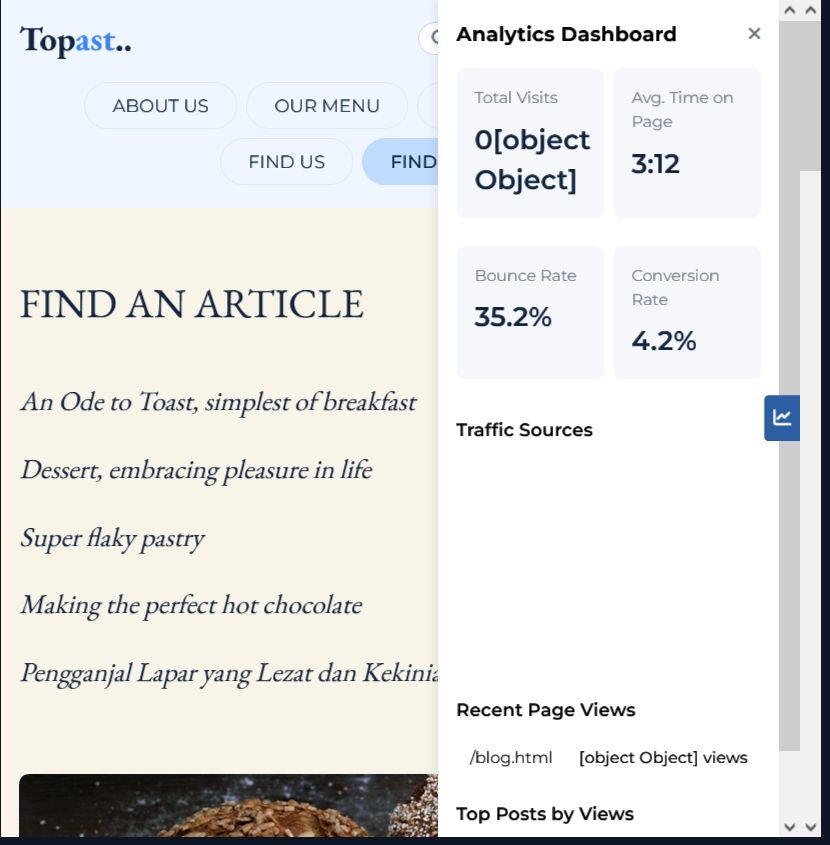 Topast..
ABOUT US
OUR MENU
FIND US
FIND
FIND AN ARTICLE
An Ode to Toast, simplest of breakfast
Dessert, embracing pleasure in life
Super flaky pastry
Making the perfect hot chocolate
Pengganjal Lapar yang Lezat dan Kekinia
Analytics Dashboard
Total Visits
0[object
Object]
Avg. Time on
Page
3:12
Bounce Rate
35.2%
Conversion
Rate
4.2%
Traffic Sources
Recent Page Views
/blog.html [object Object] views
Top Posts by Views